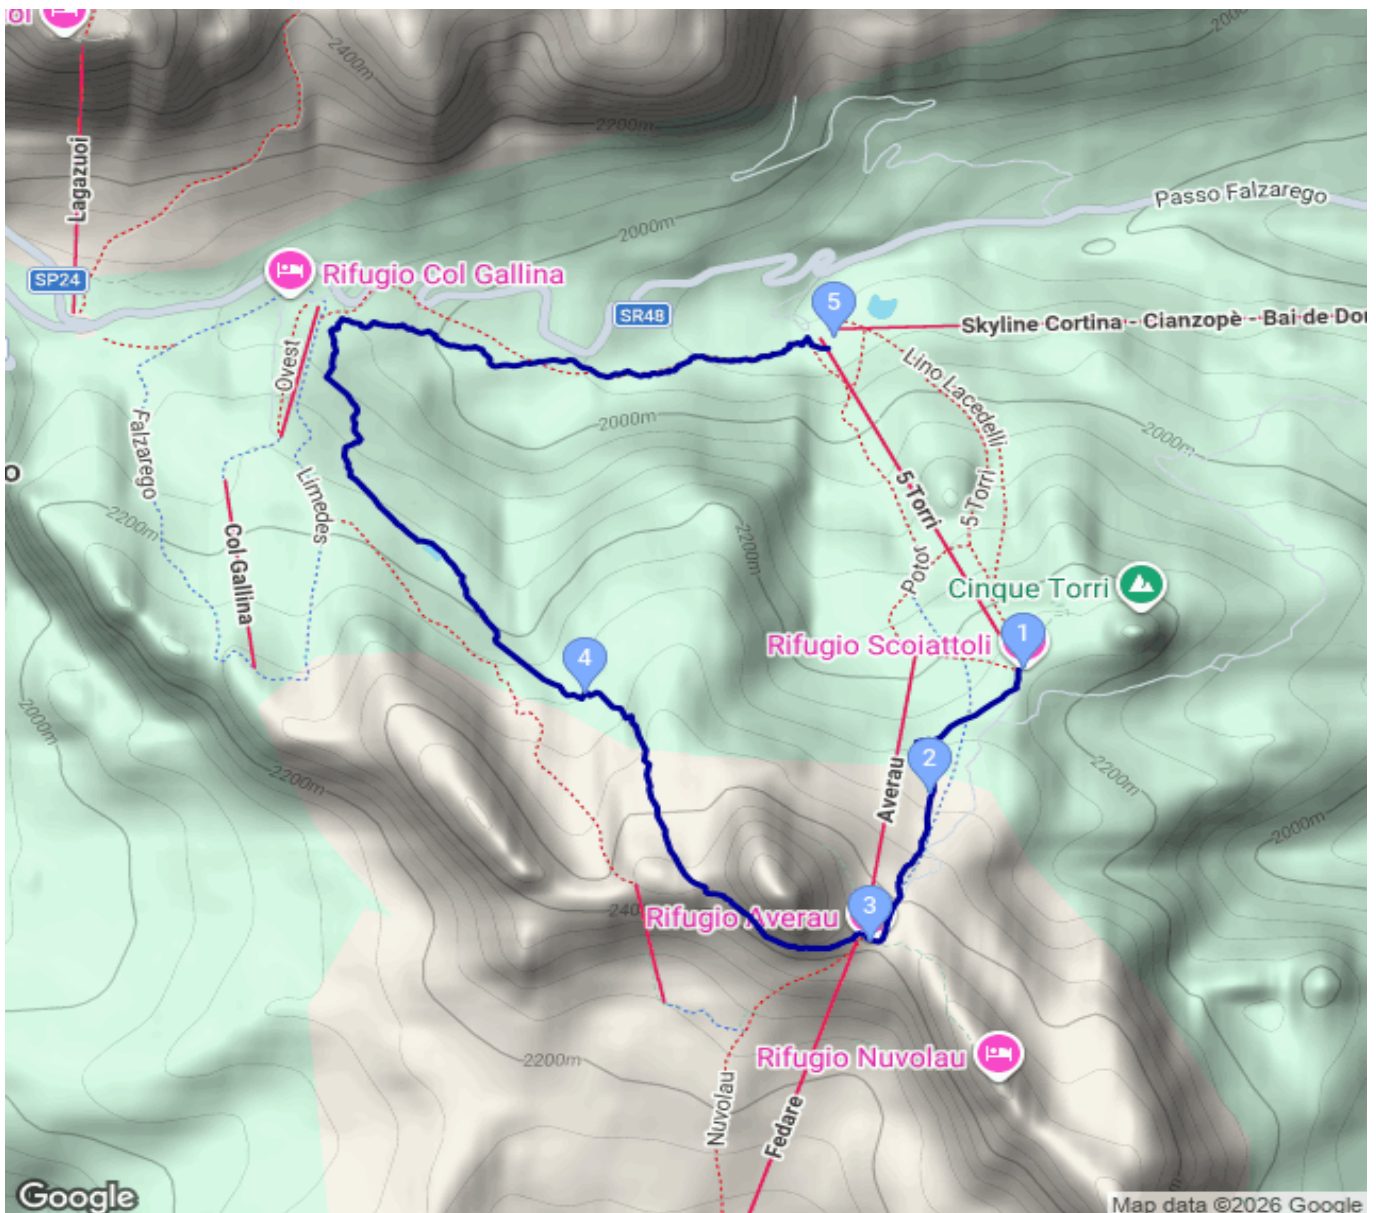 2000
2400m
2200m
Lagazuoi
Passo Falzarego
2000m
SP24
Rifugio Col Gallina
5
SR48
Skyline Cortina - Cianzopè - Bai de Do
Ovest
Lino Lacedelli
2000m
2000m
Falzarego
O
Limedes
5 Torri
5 Torri
2200m
2200m
Col Gallina
Potor
Cinque Torri
1
Rifugio Scoiattoli
4
2000m
2
2200m
2200m
Averau
2000m
3
Rifugio Averau
240
Rifugio Nuvolau
2200m
Nuvolau
Fedare
Google
Map data ©2026 Google